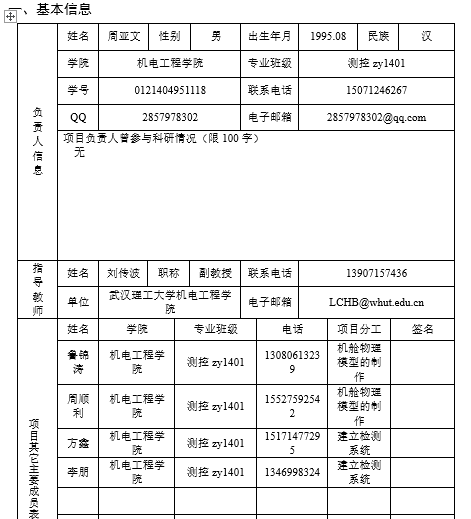 一、基本信息
姓名 周亚文 性别 男 出生年月 1995.08 民族 汉
学院 机电工程学院 专业班级 测控 zy1401
学号 0121404951118 联系电话 15071246267
QQ 2857978302 电子邮箱 2857978302@qq.com
负责人信息
项目负责人曾参与科研情况（限 100 字）
无
指导教师
姓名 刘传波 职称 副教授 联系电话 13907157436
单位 武汉理工大学机电工程学院 电子邮箱 LCHB@whut.edu.cn
项目其它主要成员表
姓名 学院 专业班级 电话 项目分工 签名
鲁锦涛 机电工程学院 测控 zy1401 13080613239 机舱物理模型的制作
周顺利 机电工程学院 测控 zy1401 15527592542 机舱物理模型的制作
方鑫 机电工程学院 测控 zy1401 15171477295 建立检测系统
李朋 机电工程学院 测控 zy1401 1346998324 建立检测系统